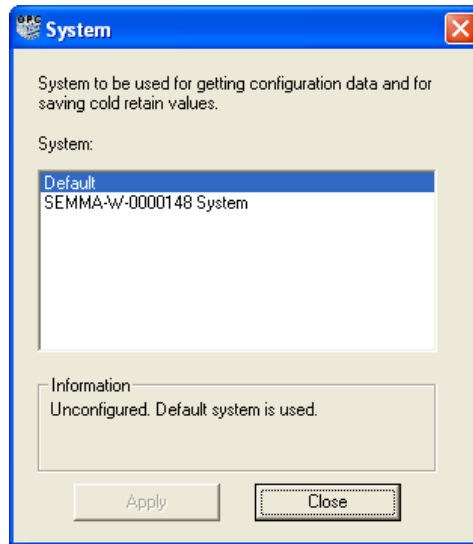 OPC
System
System to be used for getting configuration data and for
saving cold retain values.
System:
Default
SEMMA-W-0000148 System
Information
Unconfigured. Default system is used.
Apply
Close